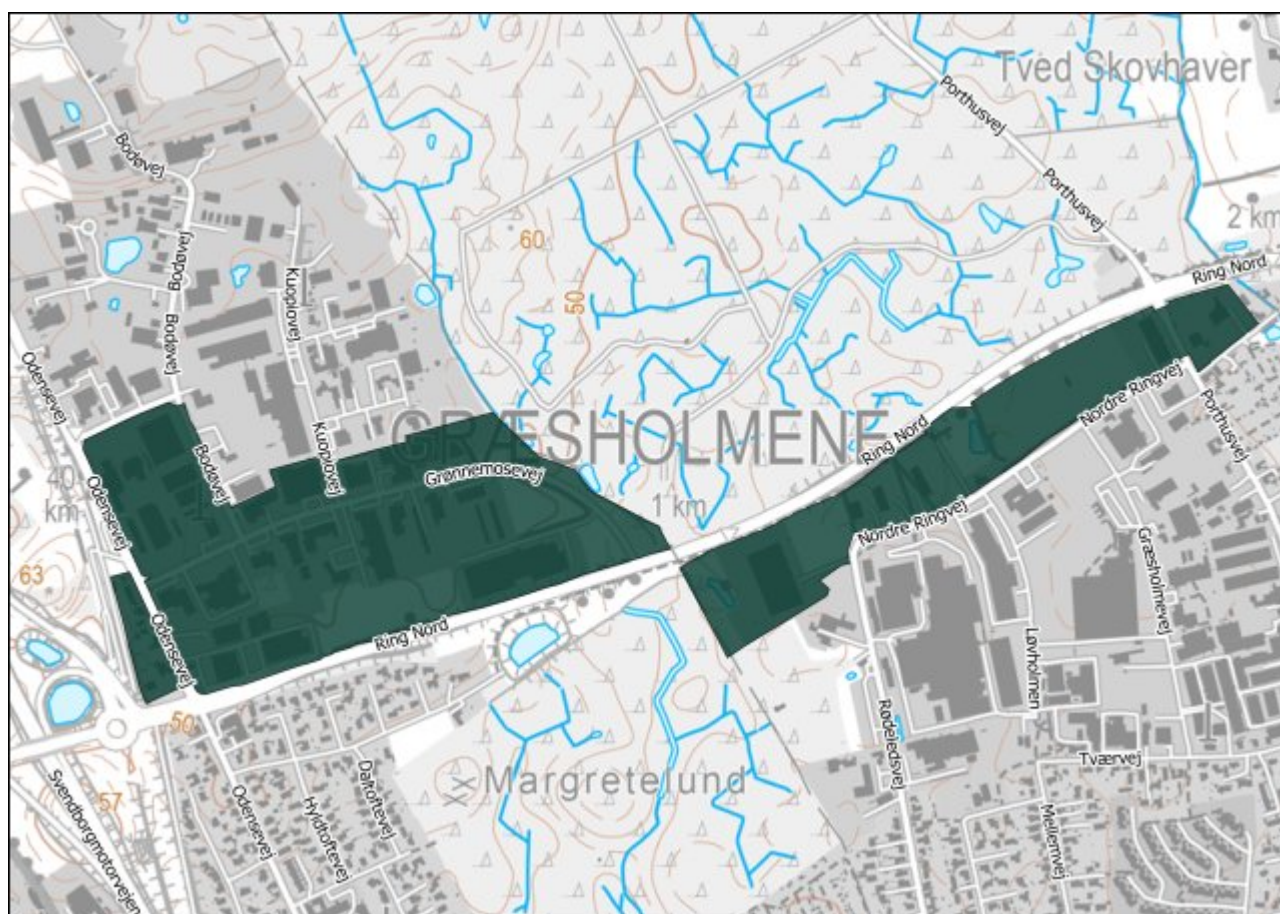 Tved Skovhaver
Porthusvej
Bodøvej
Porthusvej
2 km
Bodøvej
60
Ring Nord
Kuopiovej
50
Odensevej
Bodøvej
Nordre Ringvej
Porthusvej
GRÆSHOLMENE
Ring Nord
Kuopiovej
Grønnemosevej
Bodøvej
40
km
1 km
Odensevej
Nordre Ringvej
Græsholmevej
63
Odensevej
Ring Nord
Løvholmen
50
Rødeledsvej
Tværvej
Margretelund
57
Svendborgmotorvejen
Odensevej
Hyldtoftevej
Daltoftevej
Mellemvej